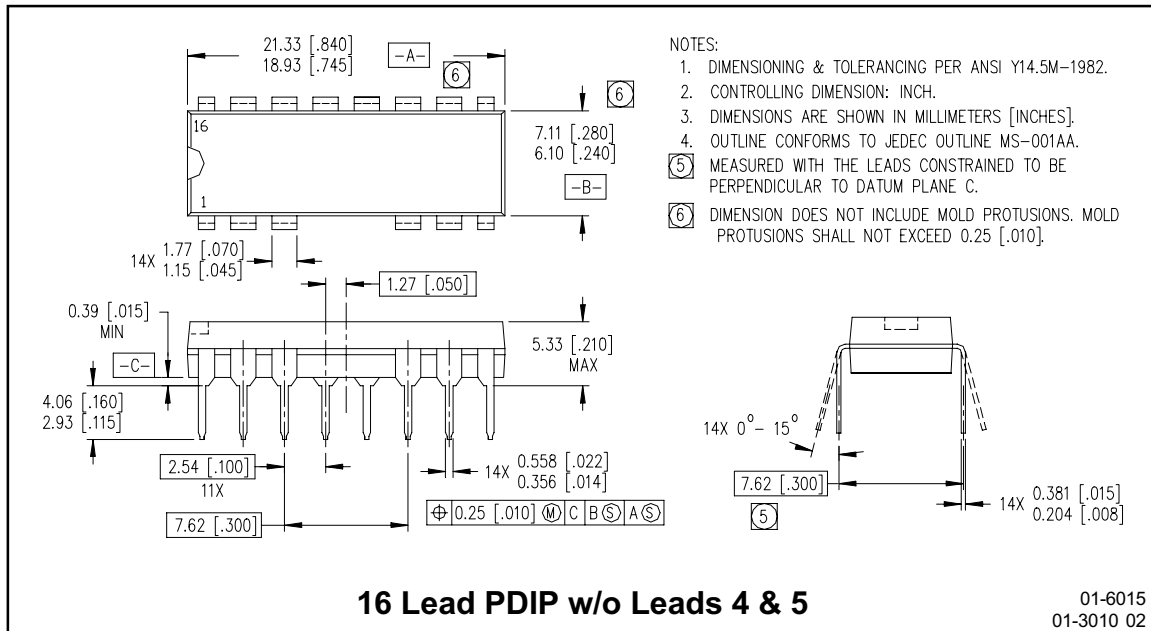 21.33 [.840]
18.93 [.745]
-A-
6
6
16
1
7.11 [.280]
6.10 [.240]
-B-
NOTES:
1. DIMENSIONING & TOLERANCING PER ANSI Y14.5M-1982.
2. CONTROLLING DIMENSION: INCH.
3. DIMENSIONS ARE SHOWN IN MILLIMETERS [INCHES].
4. OUTLINE CONFORMS TO JEDEC OUTLINE MS-001AA.
5 MEASURED WITH THE LEADS CONSTRAINED TO BE
PERPENDICULAR TO DATUM PLANE C.
6 DIMENSION DOES NOT INCLUDE MOLD PROTUSIONS. MOLD
PROTUSIONS SHALL NOT EXCEED 0.25 [.010].
14X 1.77 [.070]
1.15 [.045]
1.27 [.050]
0.39 [.015]
MIN
-C-
5.33 [.210]
MAX
4.06 [.160]
2.93 [.115]
2.54 [.100]
11X
14X 0.558 [.022]
0.356 [.014]
⌖ 0.25 [.010] Ⓜ C B Ⓢ A Ⓢ
7.62 [.300]
14X 0°- 15°
7.62 [.300]
5
14X 0.381 [.015]
0.204 [.008]
16 Lead PDIP w/o Leads 4 & 5
01-6015
01-3010 02